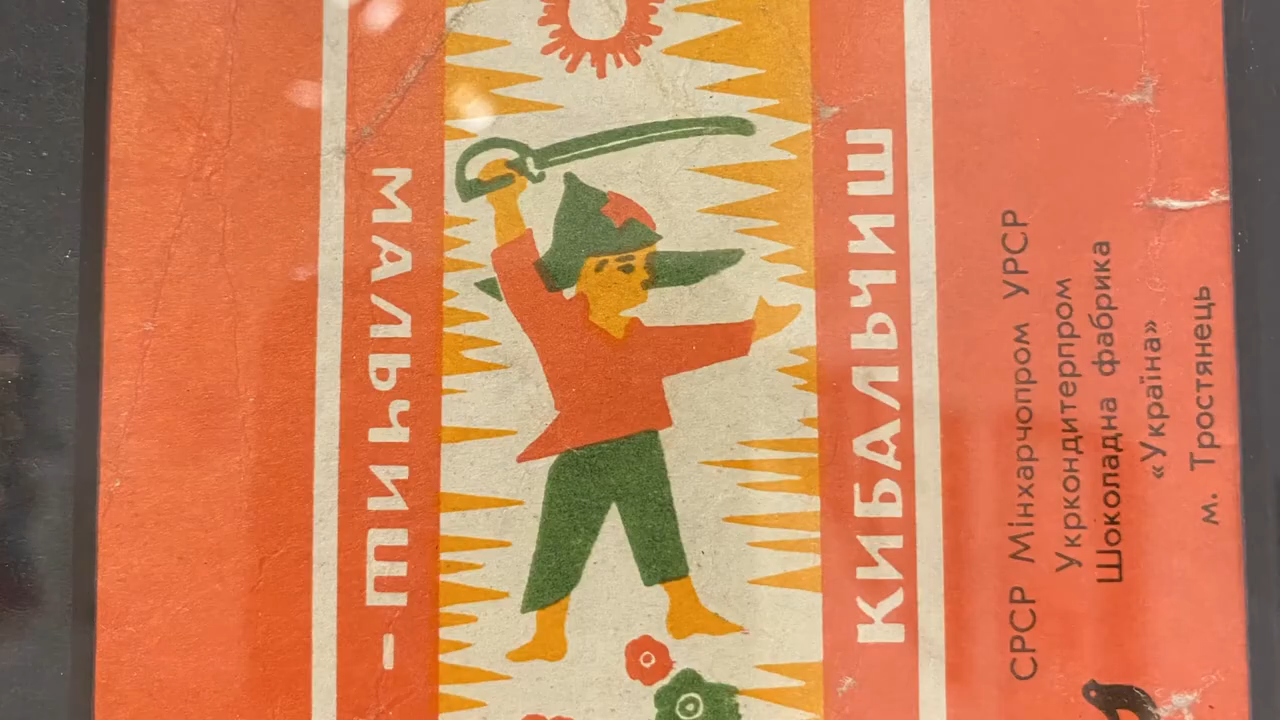 МАЛЬЧИШ-
КИБАЛЬЧИШ
СРСР Мінхарчопром УРСР
Укркондитерпром
Шоколадна фабрика
«Україна»
м. Тростянець